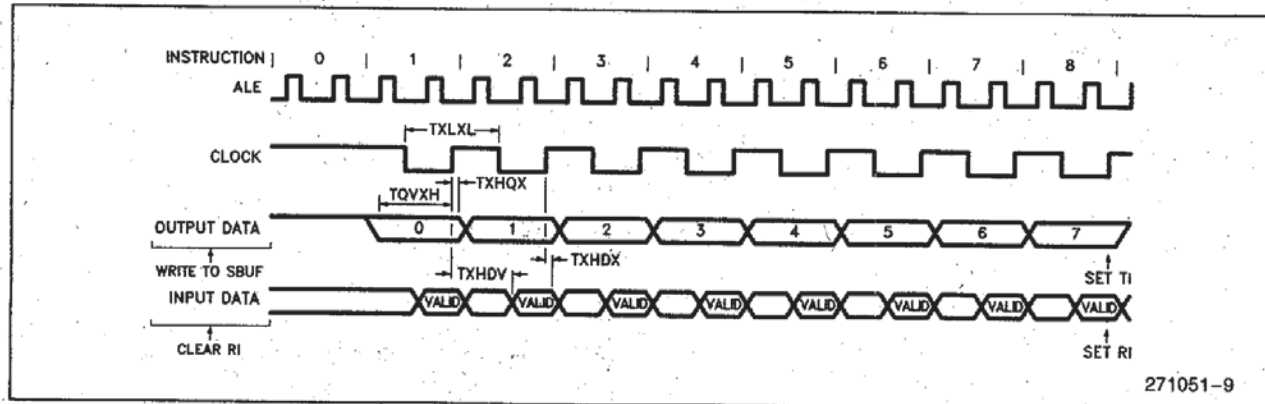 INSTRUCTION | 0 | 1 | 2 | 3 | 4 | 5 | 6 | 7 | 8 |
ALE
TXLXL
CLOCK
TQVXH TXHQX
OUTPUT DATA 0 1 2 3 4 5 6 7
WRITE TO SBUF TXHDV TXHDX SET TI
INPUT DATA VALID VALID VALID VALID VALID VALID VALID VALID
CLEAR RI SET RI
271051-9